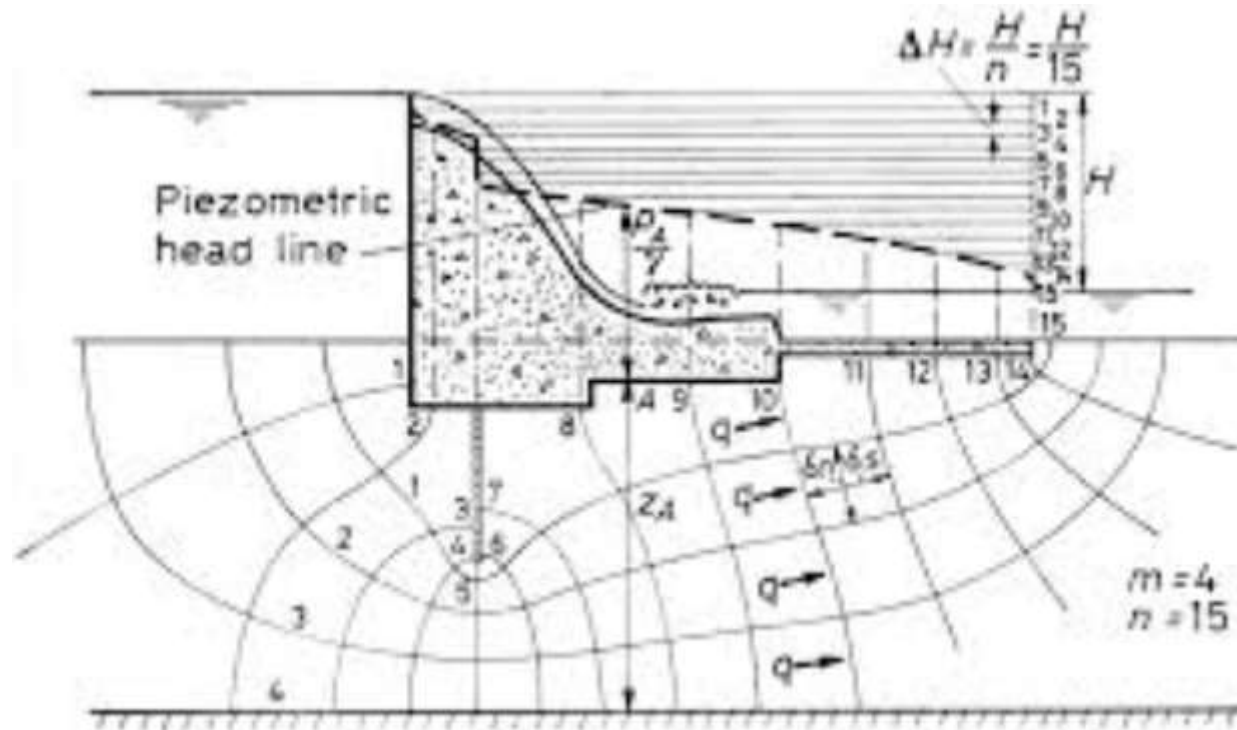 ΔH = H/n = H/15
H
Piezometric
head line
P_A/γ
15
1
11
12
13
14
2
8
A
9
10
q
1
7
δn
δs
3
z_A
q
2
4
6
5
q
m = 4
3
n = 15
q
4